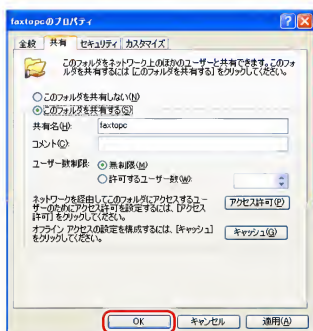 faxtopcのプロパティ
全般 共有 セキュリティ カスタマイズ
このフォルダをネットワーク上のほかのユーザーと共有できます。このフォ
ルダを共有するには [このフォルダを共有する] をクリックしてください。
このフォルダを共有しない(N)
このフォルダを共有する(S)
共有名(H): faxtopc
コメント(C):
ユーザー数制限: 無制限(M)
許可するユーザー数(W):
ネットワークを経由してこのフォルダにアクセスするユー
ザーのためにアクセス許可を設定するには、[アクセス
許可] をクリックしてください。
アクセス許可(P)
オフライン アクセスの設定を構成するには、[キャッシュ]
をクリックしてください。
キャッシュ(G)
OK キャンセル 適用(A)